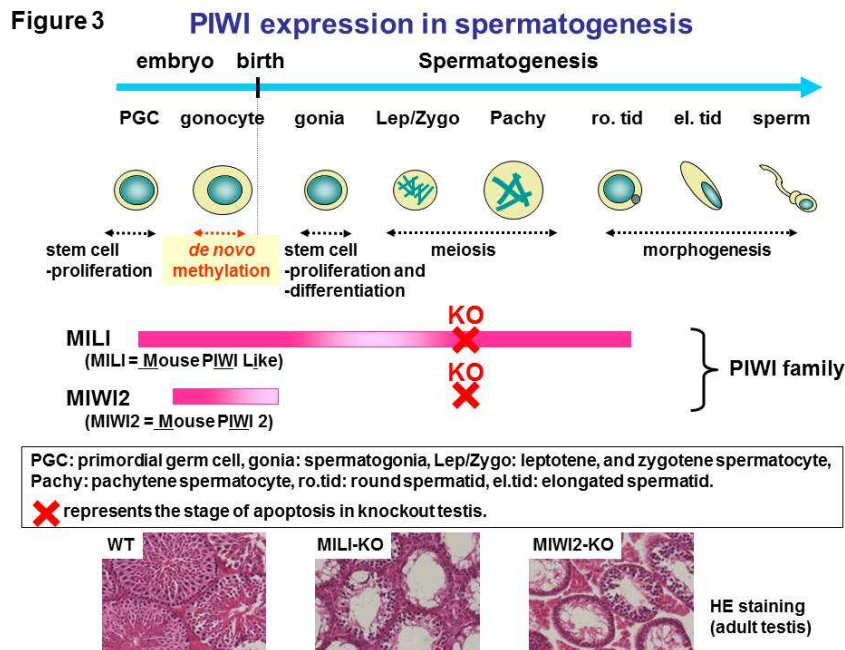 Figure 3
PIWI expression in spermatogenesis
embryo birth Spermatogenesis
PGC gonocyte gonia Lep/Zygo Pachy ro. tid el. tid sperm
stem cell
-proliferation
de novo
methylation
stem cell
-proliferation and
-differentiation
meiosis
morphogenesis
KO
MILI
(MILI = Mouse PIWI Like)
KO
MIWI2
(MIWI2 = Mouse PIWI 2)
PIWI family
PGC: primordial germ cell, gonia: spermatogonia, Lep/Zygo: leptotene, and zygotene spermatocyte,
Pachy: pachytene spermatocyte, ro.tid: round spermatid, el.tid: elongated spermatid.
represents the stage of apoptosis in knockout testis.
WT MILI-KO MIWI2-KO
HE staining
(adult testis)